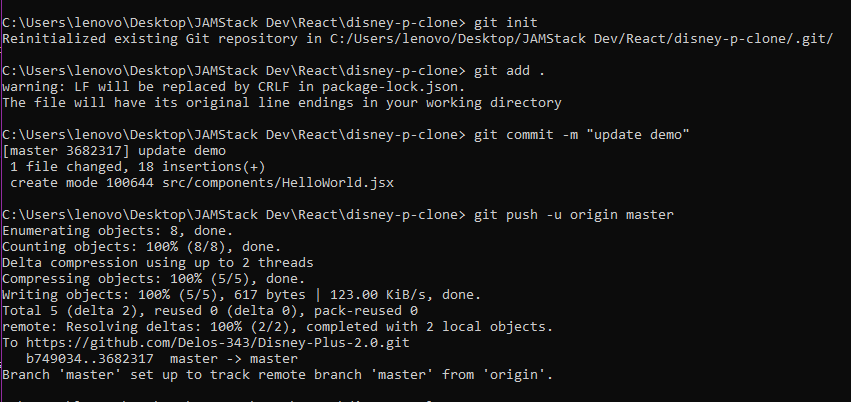 C:\Users\lenovo\Desktop\JAMStack Dev\React\disney-p-clone> git init
Reinitialized existing Git repository in C:/Users/lenovo/Desktop/JAMStack Dev/React/disney-p-clone/.git/
C:\Users\lenovo\Desktop\JAMStack Dev\React\disney-p-clone> git add .
warning: LF will be replaced by CRLF in package-lock.json.
The file will have its original line endings in your working directory
C:\Users\lenovo\Desktop\JAMStack Dev\React\disney-p-clone> git commit -m "update demo"
[master 3682317] update demo
1 file changed, 18 insertions(+)
create mode 100644 src/components/HelloWorld.jsx
C:\Users\lenovo\Desktop\JAMStack Dev\React\disney-p-clone> git push -u origin master
Enumerating objects: 8, done.
Counting objects: 100% (8/8), done.
Delta compression using up to 2 threads
Compressing objects: 100% (5/5), done.
Writing objects: 100% (5/5), 617 bytes | 123.00 KiB/s, done.
Total 5 (delta 2), reused 0 (delta 0), pack-reused 0
remote: Resolving deltas: 100% (2/2), completed with 2 local objects.
To https://github.com/Delos-343/Disney-Plus-2.0.git
b749034..3682317  master -> master
Branch 'master' set up to track remote branch 'master' from 'origin'.